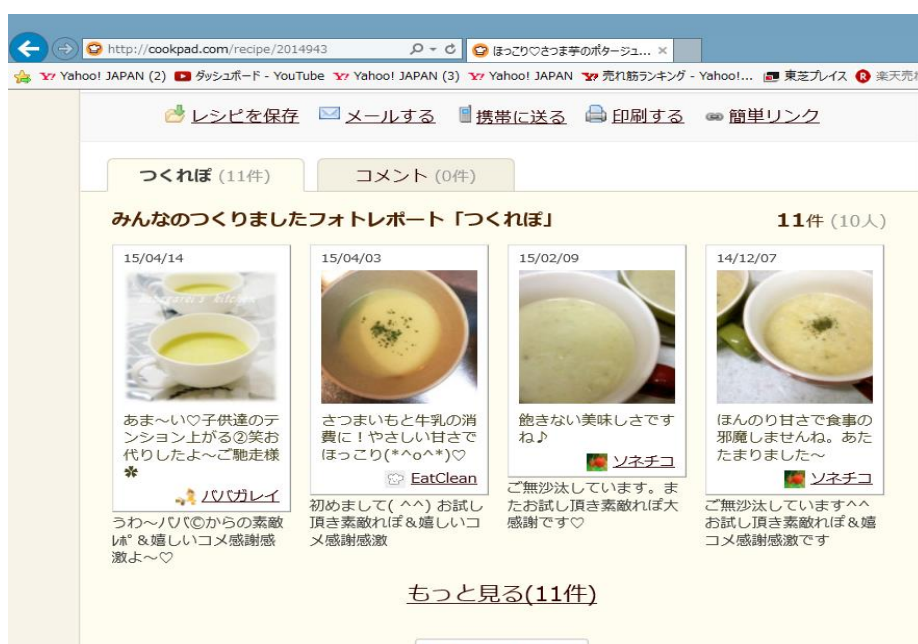 http://cookpad.com/recipe/2014943
ほっこり♡さつま芋のポタージュ...
Yahoo! JAPAN (2) ダッシュボード - YouTube Yahoo! JAPAN (3) Yahoo! JAPAN 売れ筋ランキング - Yahoo!... 東芝プレイス 楽天売れ
レシピを保存 メールする 携帯に送る 印刷する 簡単リンク
つくれぽ (11件) コメント (0件)
みんなのつくりましたフォトレポート「つくれぽ」 11件 (10人)
15/04/14
あま〜い♡子供達のテ
ンション上がる②笑お
代りしたよ〜ご馳走様
✽
パパガレイ
うわ〜パパ©からの素敵
ﾚﾎﾟ&嬉しいコメ感謝感
激よ〜♡
15/04/03
さつまいもと牛乳の消
費に！やさしい甘さで
ほっこり(*^o^*)♡
EatClean
初めまして( ^^) お試し
頂き素敵れぽ&嬉しいコ
メ感謝感激
15/02/09
飽きない美味しさです
ね♪
ソネチコ
ご無沙汰しています。ま
たお試し頂き素敵れぽ大
感謝です♡
14/12/07
ほんのり甘さで食事の
邪魔しませんね。あた
たまりました〜
ソネチコ
ご無沙汰しています^^
お試し頂き素敵れぽ&嬉
コメ感謝感激です
もっと見る(11件)